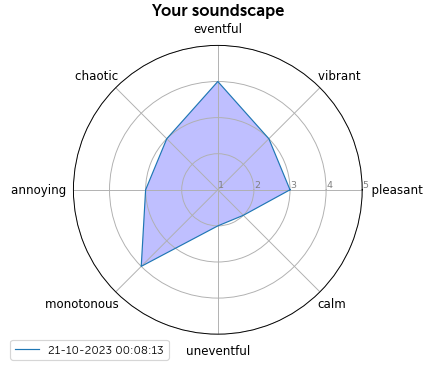 Your soundscape
eventful
chaotic
vibrant
annoying
1 2 3 4 5
pleasant
monotonous
calm
uneventful
21-10-2023 00:08:13